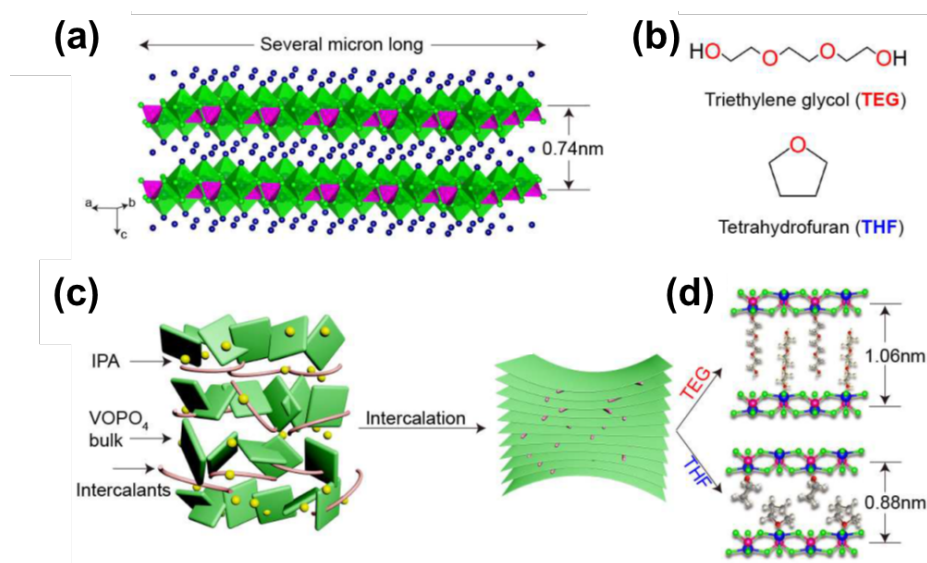 (a)
Several micron long
0.74nm
a
b
c
(b)
HO
O
O
OH
Triethylene glycol (TEG)
O
Tetrahydrofuran (THF)
(c)
IPA
VOPO₄
bulk
Intercalants
Intercalation
(d)
TEG
1.06nm
THF
0.88nm